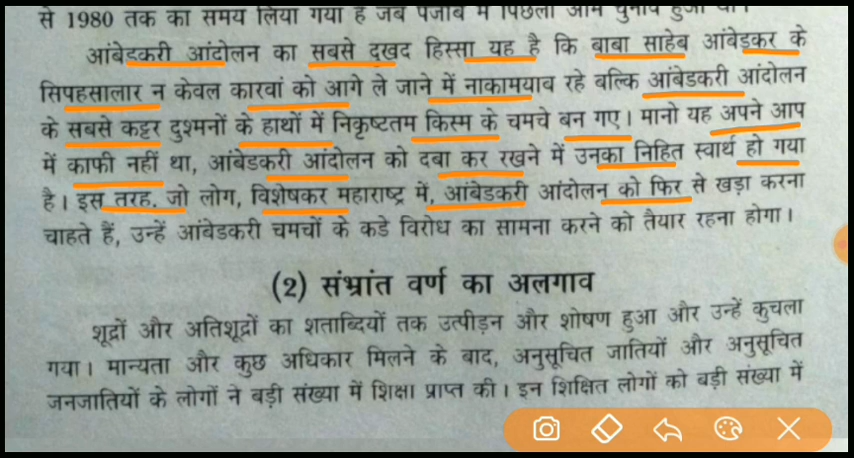 से 1980 तक का समय लिया गया है जब पंजाब में पिछला आम चुनाव हुआ था।
आंबेडकरी आंदोलन का सबसे दुखद हिस्सा यह है कि बाबा साहेब आंबेडकर के
सिपहसालार न केवल कारवां को आगे ले जाने में नाकामयाब रहे बल्कि आंबेडकरी आंदोलन
के सबसे कट्टर दुश्मनों के हाथों में निकृष्टतम किस्म के चमचे बन गए। मानो यह अपने आप
में काफी नहीं था, आंबेडकरी आंदोलन को दबा कर रखने में उनका निहित स्वार्थ हो गया
है। इस तरह. जो लोग, विशेषकर महाराष्ट्र में, आंबेडकरी आंदोलन को फिर से खड़ा करना
चाहते हैं, उन्हें आंबेडकरी चमचों के कडे विरोध का सामना करने को तैयार रहना होगा।
(2) संभ्रांत वर्ण का अलगाव
शूद्रों और अतिशूद्रों का शताब्दियों तक उत्पीड़न और शोषण हुआ और उन्हें कुचला
गया। मान्यता और कुछ अधिकार मिलने के बाद, अनुसूचित जातियों और अनुसूचित
जनजातियों के लोगों ने बड़ी संख्या में शिक्षा प्राप्त की। इन शिक्षित लोगों को बड़ी संख्या में